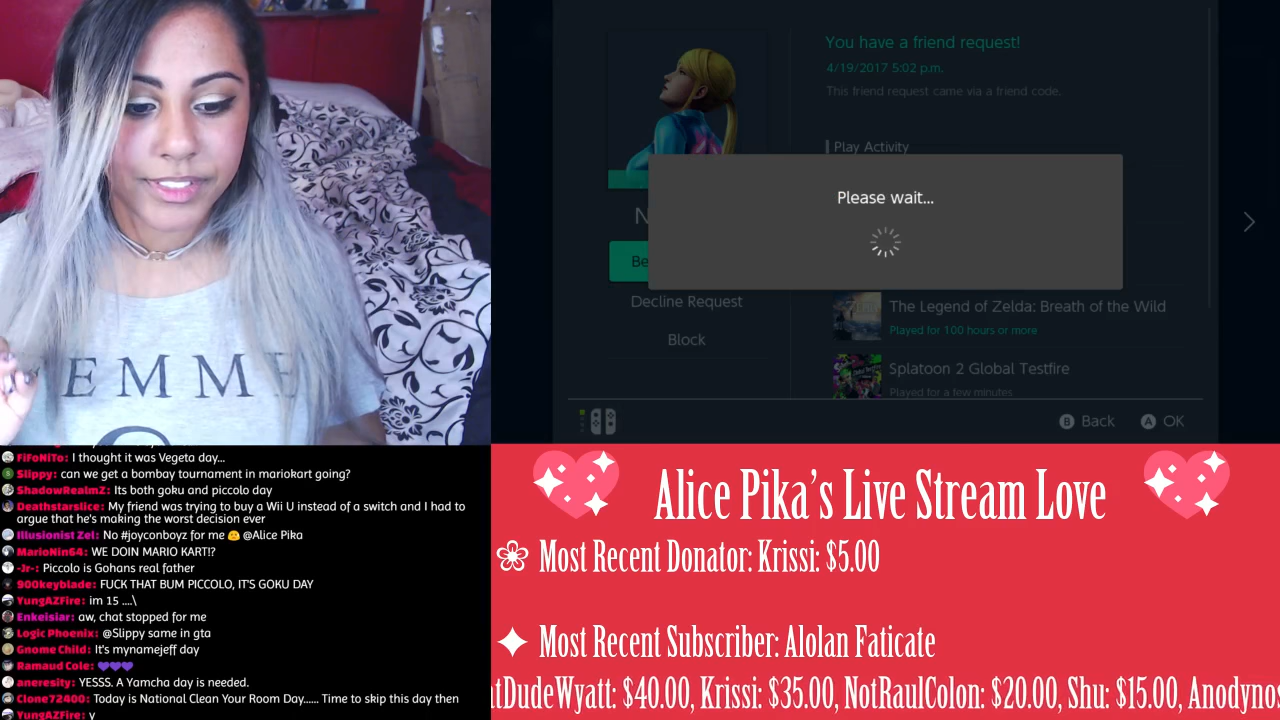 EMME
You have a friend request!
4/19/2017 5:02 p.m.
This friend request came via a friend code.
Play Activity
Please wait...
N
Be
Decline Request
Block
The Legend of Zelda: Breath of the Wild
Played for 100 hours or more
Splatoon 2 Global Testfire
Played for a few minutes
B Back
A OK
FiFoNiTo: I thought it was Vegeta day...
Slippy: can we get a bombay tournament in mariokart going?
ShadowRealmZ: Its both goku and piccolo day
Deathstarslice: My friend was trying to buy a Wii U instead of a switch and I had to
argue that he's making the worst decision ever
Illusionist Zel: No #joyconboyz for me 🙁 @Alice Pika
MarioNin64: WE DOIN MARIO KART!?
-Jr-: Piccolo is Gohans real father
900keyblade: FUCK THAT BUM PICCOLO, IT'S GOKU DAY
YungAZFire: im 15 ....\
Enkeisiar: aw, chat stopped for me
Logic Phoenix: @Slippy same in gta
Gnome Child: It's mynamejeff day
Ramaud Cole: 💜💜💜
aneresity: YESSS. A Yamcha day is needed.
Clone72400: Today is National Clean Your Room Day...... Time to skip this day then
YungAZFire: y
Alice Pika's Live Stream Love
Most Recent Donator: Krissi: $5.00
Most Recent Subscriber: Alolan Faticate
tDudeWyatt: $40.00, Krissi: $35.00, NotRaulColon: $20.00, Shu: $15.00, Anodynos